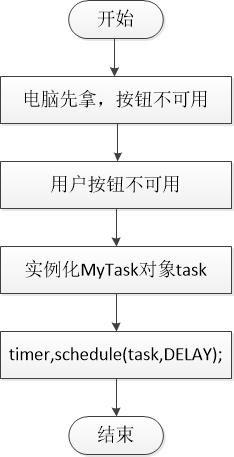 开始
电脑先拿，按钮不可用
用户按钮不可用
实例化MyTask对象task
timer,schedule(task,DELAY);
结束